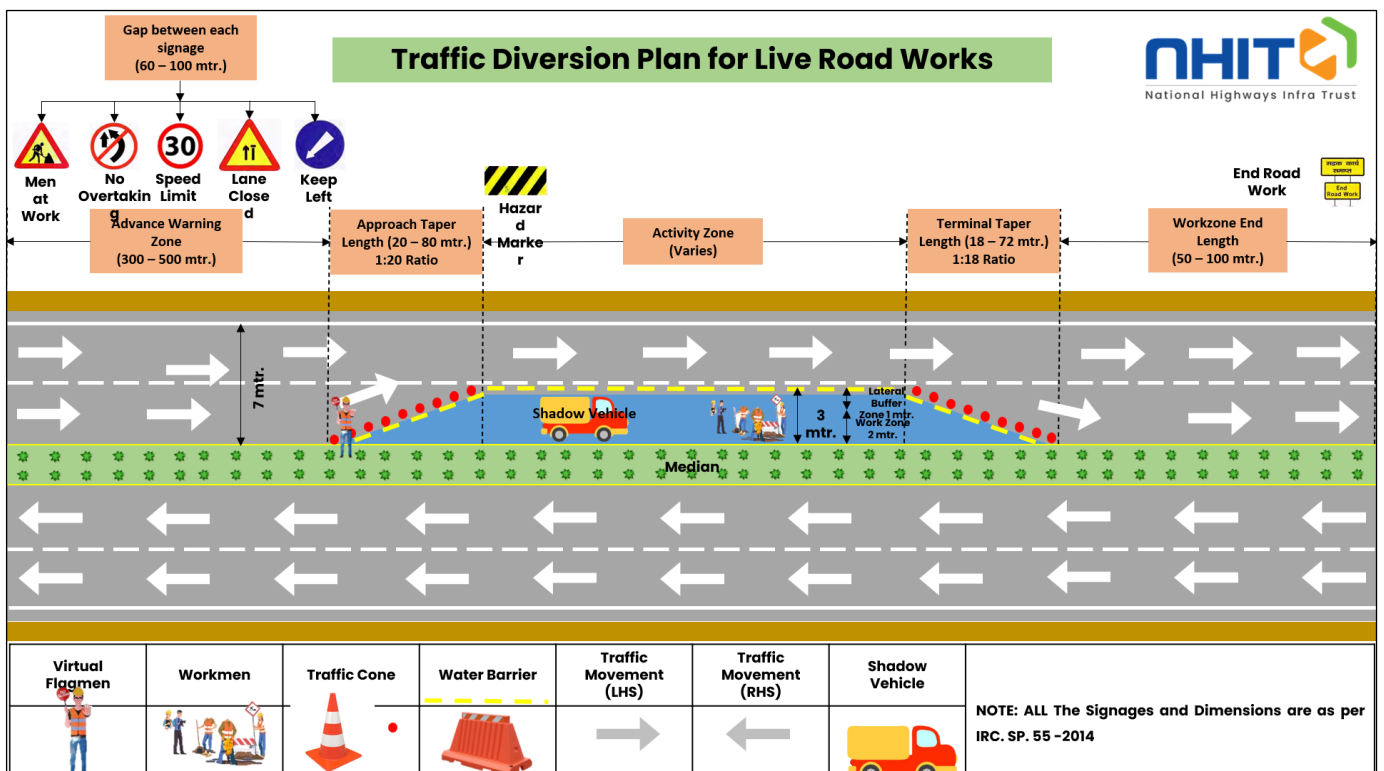 Gap between each
signage
(60 – 100 mtr.)
Traffic Diversion Plan for Live Road Works
NHIT
National Highways Infra Trust
30
Men
at
Work
No
Overtakin
g
Speed
Limit
Lane
Close
d
Keep
Left
Hazar
d
Marke
r
End Road
Work
सड़क कार्य
समाप्त
End
Road Work
Advance Warning
Zone
(300 – 500 mtr.)
Approach Taper
Length (20 – 80 mtr.)
1:20 Ratio
Activity Zone
(Varies)
Terminal Taper
Length (18 – 72 mtr.)
1:18 Ratio
Workzone End
Length
(50 – 100 mtr.)
7 mtr.
Shadow Vehicle
3
mtr.
Lateral
Buffer
Zone 1 mtr.
Work Zone
2 mtr.
Median
Virtual
Flagmen
Workmen
Traffic Cone
Water Barrier
Traffic
Movement
(LHS)
Traffic
Movement
(RHS)
Shadow
Vehicle
NOTE: ALL The Signages and Dimensions are as per
IRC. SP. 55 -2014